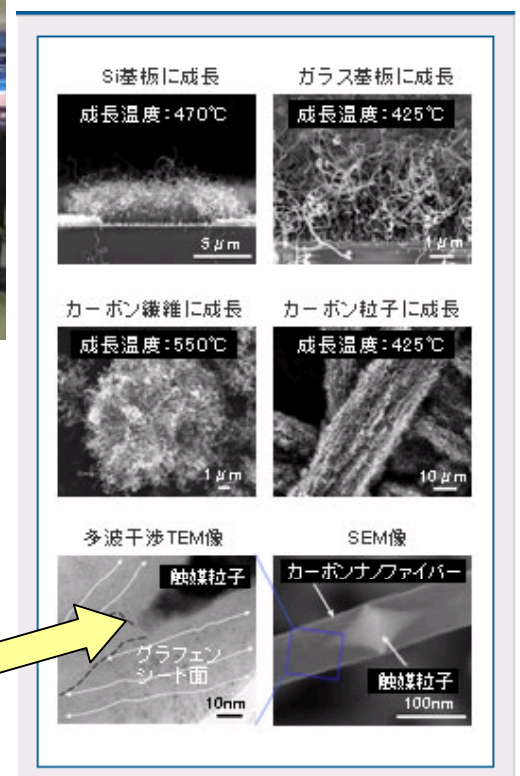 Si基板に成長
ガラス基板に成長
成長温度：470℃
成長温度：425℃
5μm
1μm
カーボン繊維に成長
カーボン粒子に成長
成長温度：550℃
成長温度：425℃
1μm
10μm
多波干渉TEM像
SEM像
触媒粒子
カーボンナノファイバー
グラフェン
シート面
触媒粒子
10nm
100nm